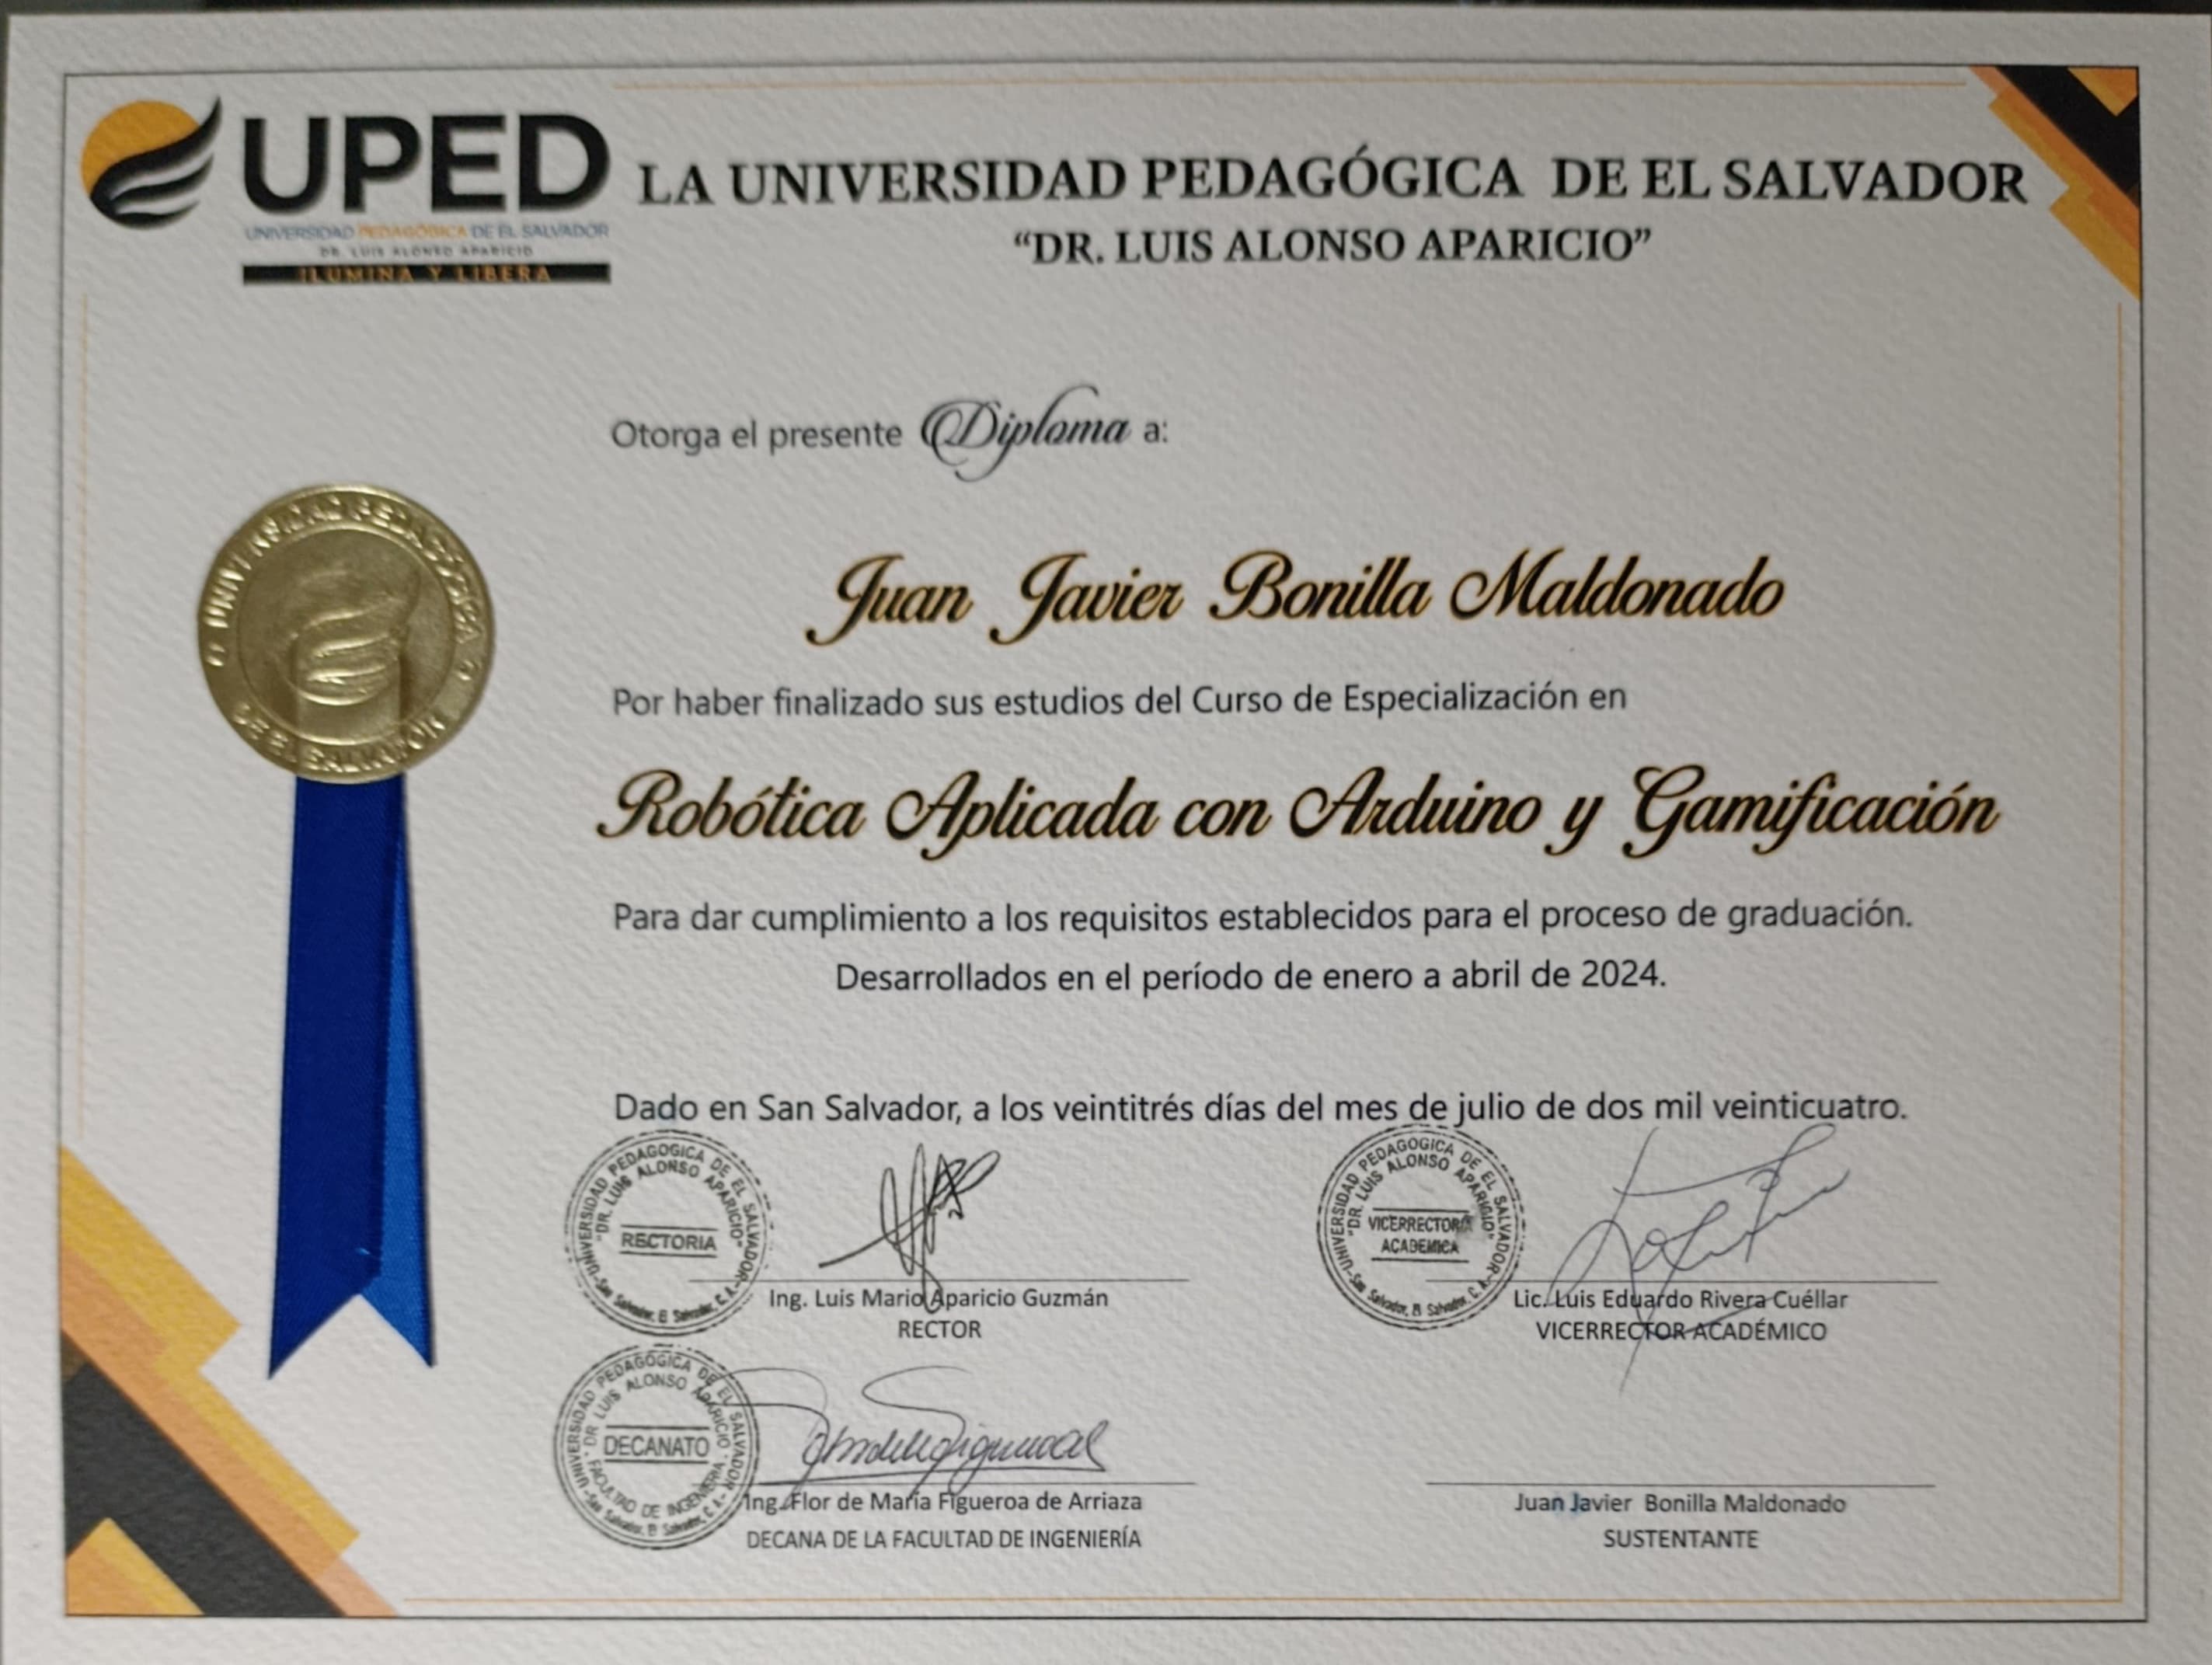 UPED
UNIVERSIDAD PEDAGÓGICA DE EL SALVADOR
DR. LUIS ALONSO APARICIO
ILUMINA Y LIBERA
LA UNIVERSIDAD PEDAGÓGICA DE EL SALVADOR
“DR. LUIS ALONSO APARICIO”
Otorga el presente Diploma a:
Juan Javier Bonilla Maldonado
UNIVERSIDAD PEDAGÓGICA
DE EL SALVADOR
Por haber finalizado sus estudios del Curso de Especialización en
Robótica Aplicada con Arduino y Gamificación
Para dar cumplimiento a los requisitos establecidos para el proceso de graduación.
Desarrollados en el período de enero a abril de 2024.
Dado en San Salvador, a los veintitrés días del mes de julio de dos mil veinticuatro.
UNIVERSIDAD PEDAGOGICA DE EL SALVADOR
"DR. LUIS ALONSO APARICIO"
RECTORIA
San Salvador, El Salvador, C. A.
Ing. Luis Mario Aparicio Guzmán
RECTOR
UNIVERSIDAD PEDAGOGICA DE EL SALVADOR
"DR. LUIS ALONSO APARICIO"
VICERRECTORIA
ACADEMICA
San Salvador, El Salvador, C. A.
Lic. Luis Eduardo Rivera Cuéllar
VICERRECTOR ACADÉMICO
UNIVERSIDAD PEDAGÓGICA DE EL SALVADOR
DR LUIS ALONSO APARICIO
DECANATO
FACULTAD DE INGENIERIA
San Salvador, El Salvador, C. A.
Ing. Flor de María Figueroa de Arriaza
DECANA DE LA FACULTAD DE INGENIERÍA
Juan Javier Bonilla Maldonado
SUSTENTANTE